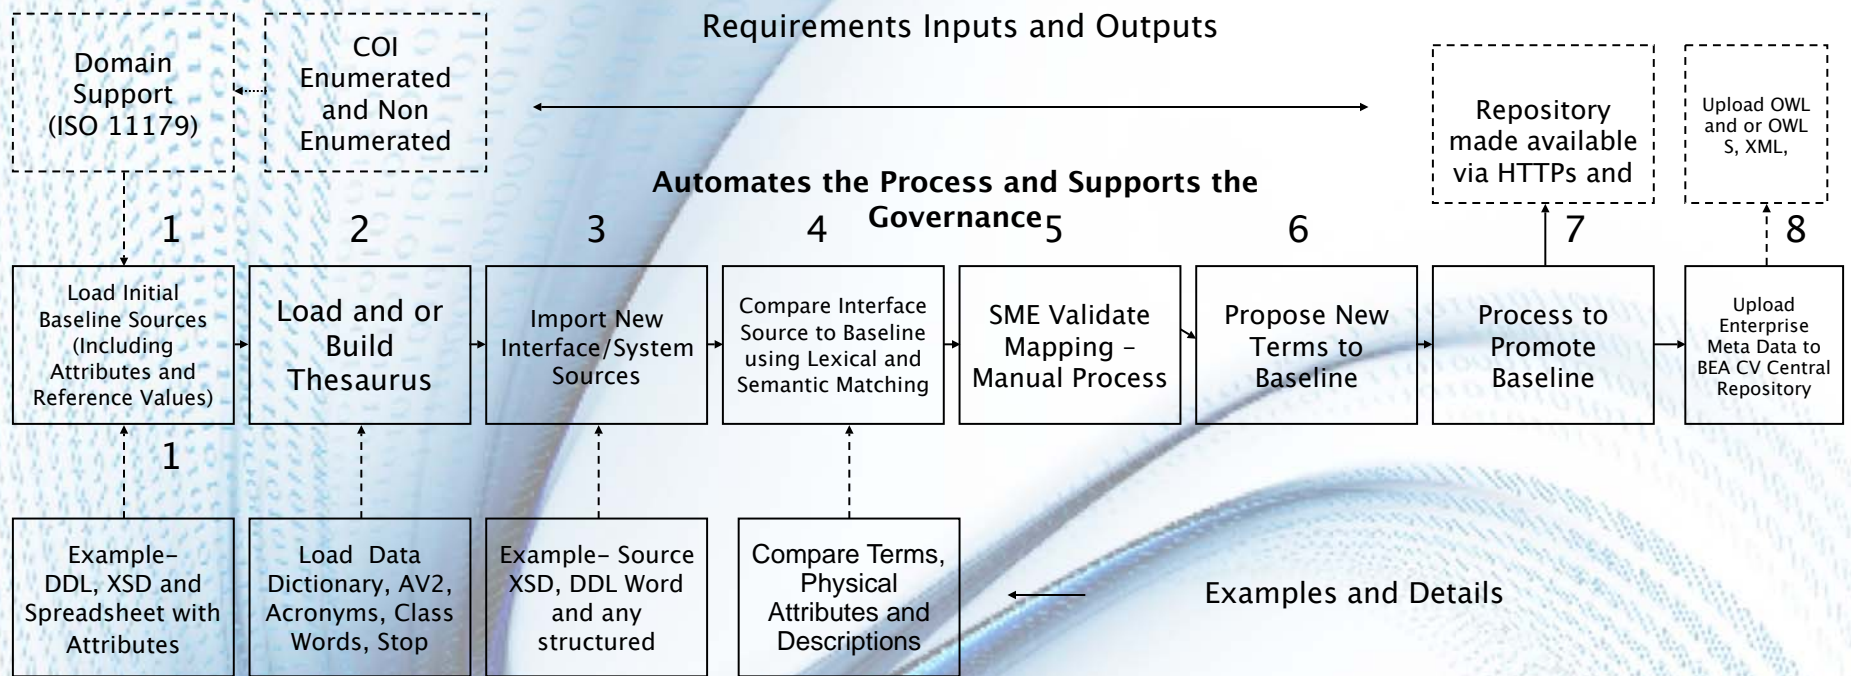 Requirements Inputs and Outputs
Domain
Support
(ISO 11179)
COI
Enumerated
and Non
Enumerated
Repository
made available
via HTTPs and
Upload OWL
and or OWL
S, XML,
Automates the Process and Supports the
Governance
1
2
3
4
5
6
7
8
Load Initial
Baseline Sources
(Including
Attributes and
Reference Values)
Load and or
Build
Thesaurus
Import New
Interface/System
Sources
Compare Interface
Source to Baseline
using Lexical and
Semantic Matching
SME Validate
Mapping –
Manual Process
Propose New
Terms to
Baseline
Process to
Promote
Baseline
Upload
Enterprise
Meta Data to
BEA CV Central
Repository
1
Example–
DDL, XSD and
Spreadsheet with
Attributes
Load Data
Dictionary, AV2,
Acronyms, Class
Words, Stop
Example– Source
XSD, DDL Word
and any
structured
Compare Terms,
Physical
Attributes and
Descriptions
Examples and Details